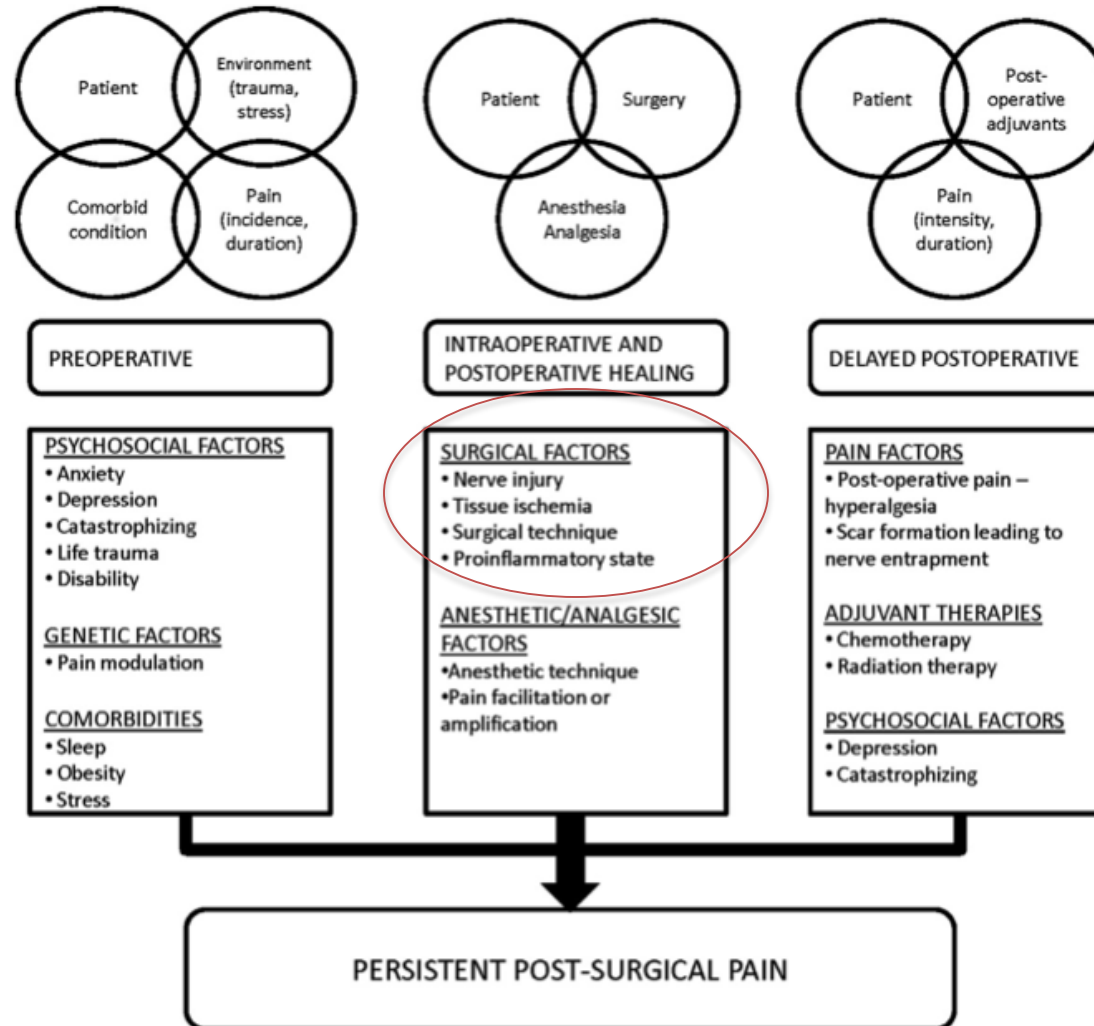 Patient
Environment
(trauma,
stress)
Comorbid
condition
Pain
(incidence,
duration)
Patient
Surgery
Anesthesia
Analgesia
Patient
Post-
operative
adjuvants
Pain
(intensity,
duration)
PREOPERATIVE
INTRAOPERATIVE AND
POSTOPERATIVE HEALING
DELAYED POSTOPERATIVE
PSYCHOSOCIAL FACTORS
• Anxiety
• Depression
• Catastrophizing
• Life trauma
• Disability
GENETIC FACTORS
• Pain modulation
COMORBIDITIES
• Sleep
• Obesity
• Stress
SURGICAL FACTORS
• Nerve injury
• Tissue ischemia
• Surgical technique
• Proinflammatory state
ANESTHETIC/ANALGESIC
FACTORS
•Anesthetic technique
•Pain facilitation or
amplification
PAIN FACTORS
• Post-operative pain –
hyperalgesia
• Scar formation leading to
nerve entrapment
ADJUVANT THERAPIES
• Chemotherapy
• Radiation therapy
PSYCHOSOCIAL FACTORS
• Depression
• Catastrophizing
PERSISTENT POST-SURGICAL PAIN